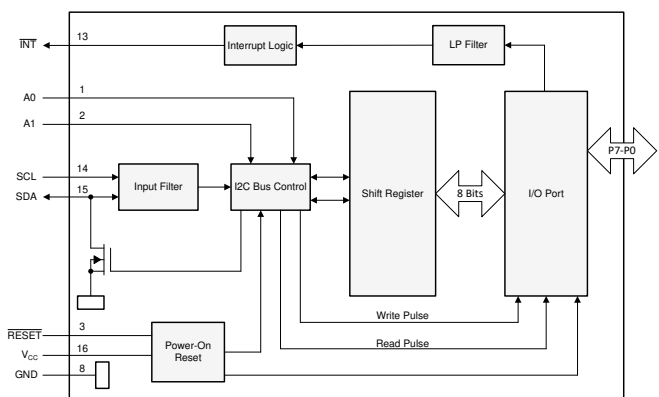 INT
13
Interrupt Logic
LP Filter
A0
1
A1
2
P7-P0
SCL
14
SDA
15
Input Filter
I2C Bus Control
Shift Register
8 Bits
I/O Port
Write Pulse
Read Pulse
RESET
3
VCC
16
GND
8
Power-On
Reset